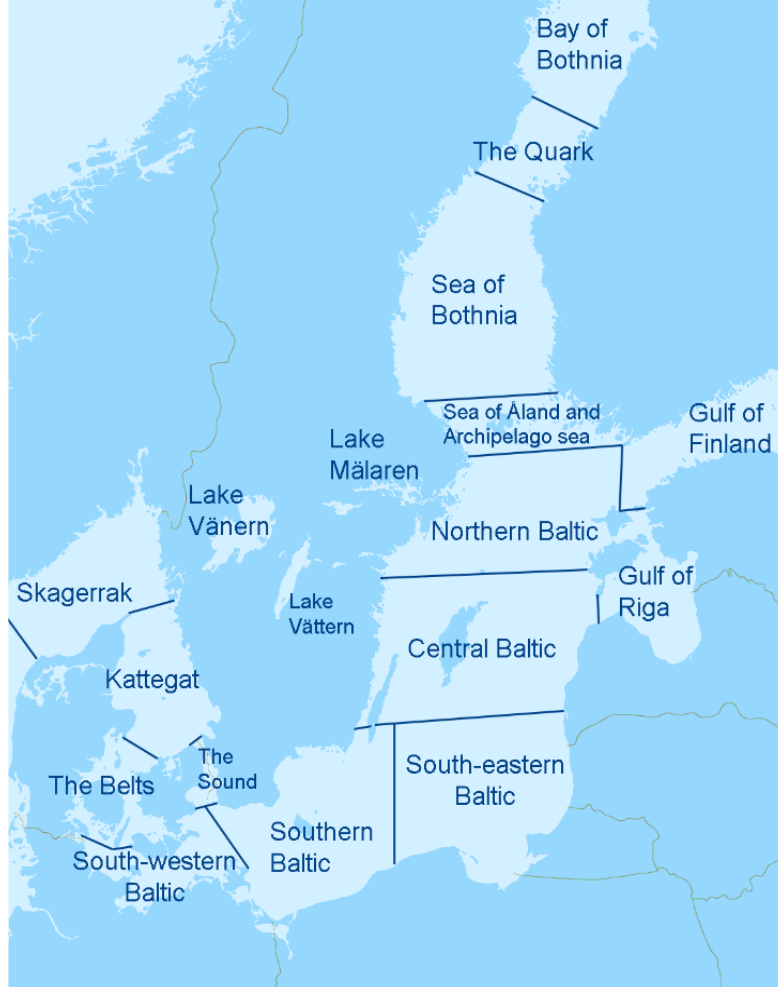 Bay of
Bothnia
The Quark
Sea of
Bothnia
Sea of Åland and
Archipelago sea
Gulf of
Finland
Lake
Mälaren
Lake
Vänern
Northern Baltic
Skagerrak
Lake
Vättern
Gulf of
Riga
Central Baltic
Kattegat
The
Sound
The Belts
South-eastern
Baltic
Southern
Baltic
South-western
Baltic